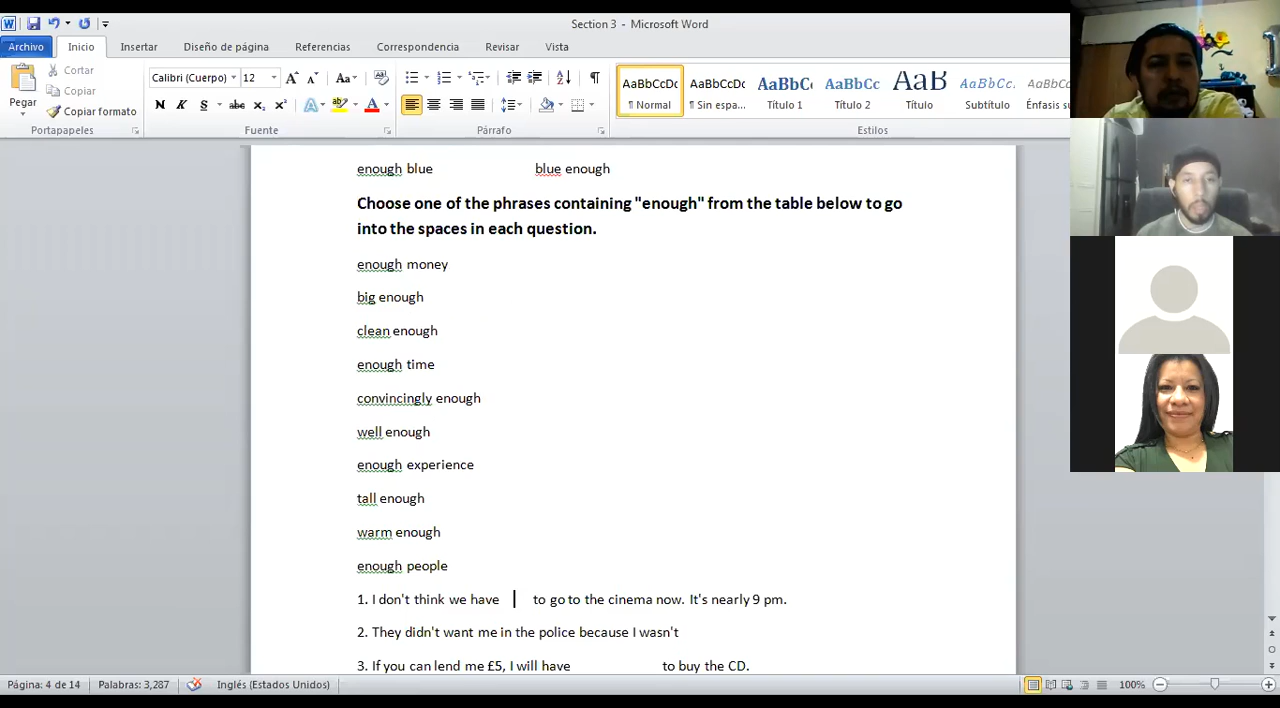 Section 3 - Microsoft Word
Archivo Inicio Insertar Diseño de página Referencias Correspondencia Revisar Vista
Pegar Cortar Copiar Copiar formato
Calibri (Cuerpo) 12
N K S abc x₂ x² A ab A
AaBbCcDc AaBbCcDc AaBbC AaBbCc AaB AaBbCc.
¶ Normal ¶ Sin espa... Título 1 Título 2 Título Subtítulo Énfasis su
Portapapeles Fuente Párrafo Estilos
enough blue blue enough
Choose one of the phrases containing "enough" from the table below to go
into the spaces in each question.
enough money
big enough
clean enough
enough time
convincingly enough
well enough
enough experience
tall enough
warm enough
enough people
1. I don't think we have to go to the cinema now. It's nearly 9 pm.
2. They didn't want me in the police because I wasn't
3. If you can lend me £5, I will have to buy the CD.
Página: 4 de 14 Palabras: 3,287 Inglés (Estados Unidos) 100%